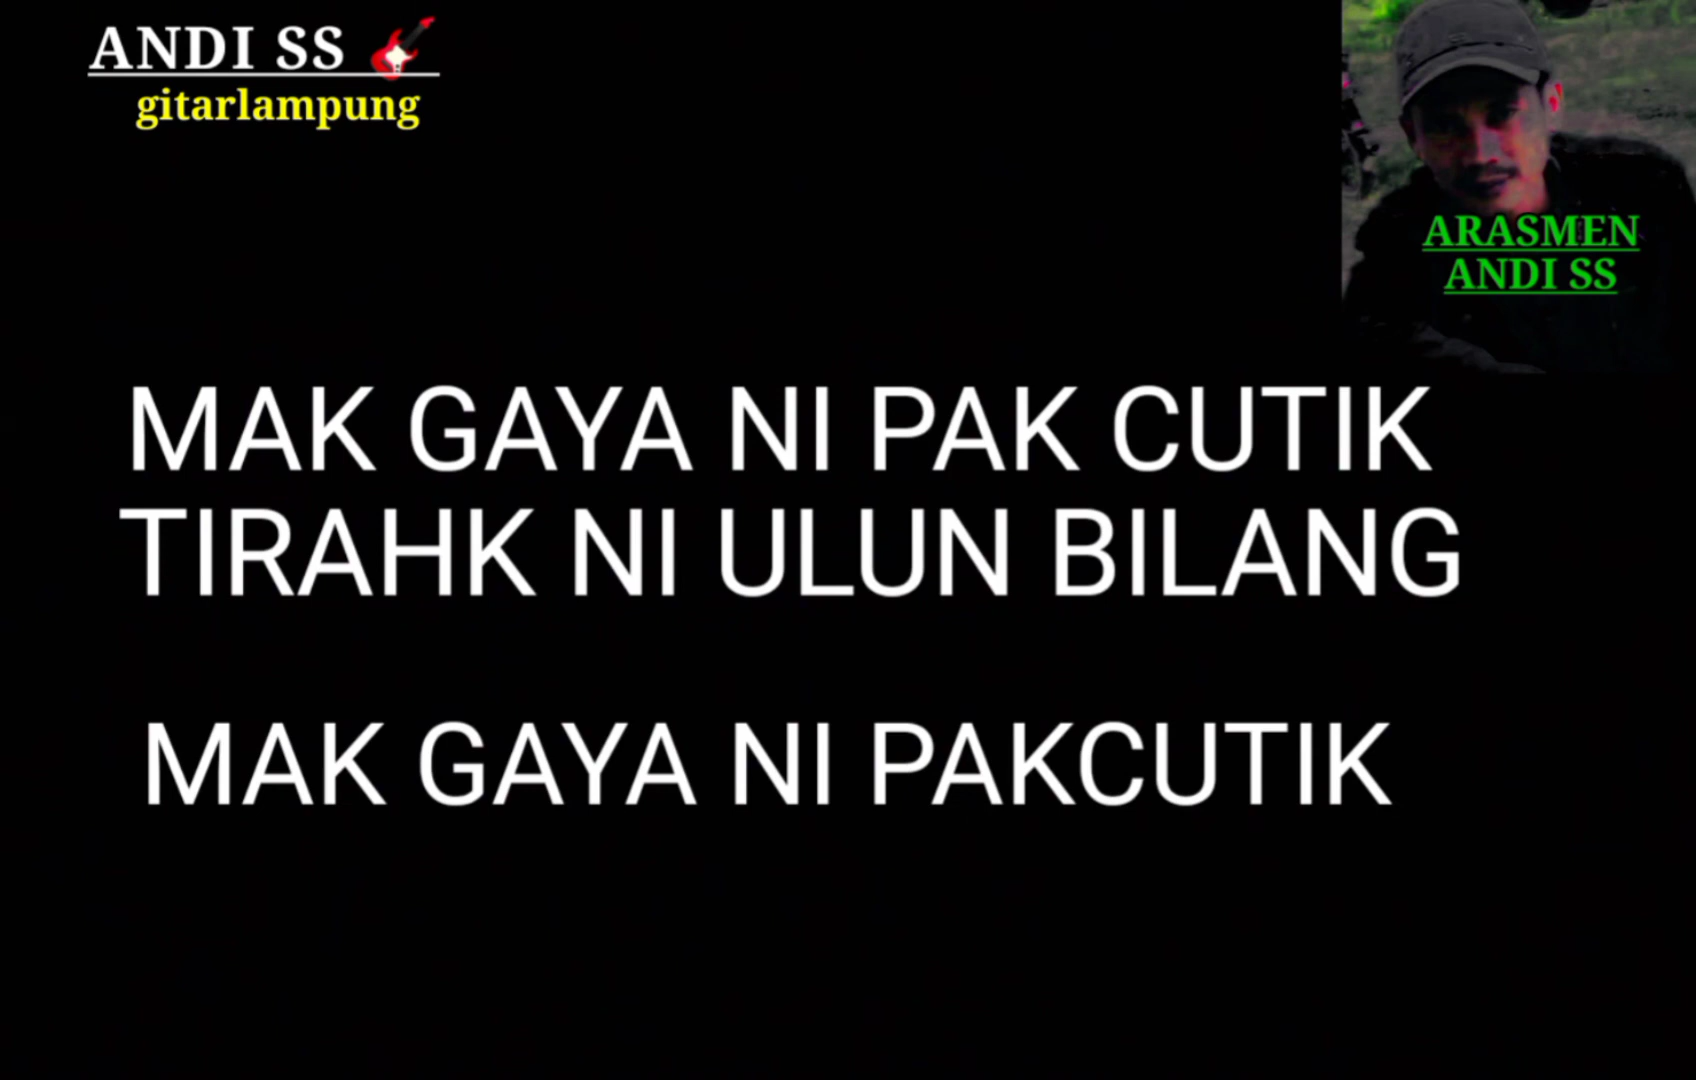 ANDI SS
gitarlampung
ARASMEN
ANDI SS
MAK GAYA NI PAK CUTIK
TIRAHK NI ULUN BILANG
MAK GAYA NI PAKCUTIK